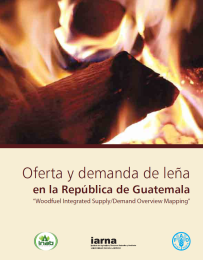 Oferta y demanda de leña
en la República de Guatemala
"Woodfuel Integrated Supply/Demand Overview Mapping"
inab
iarna